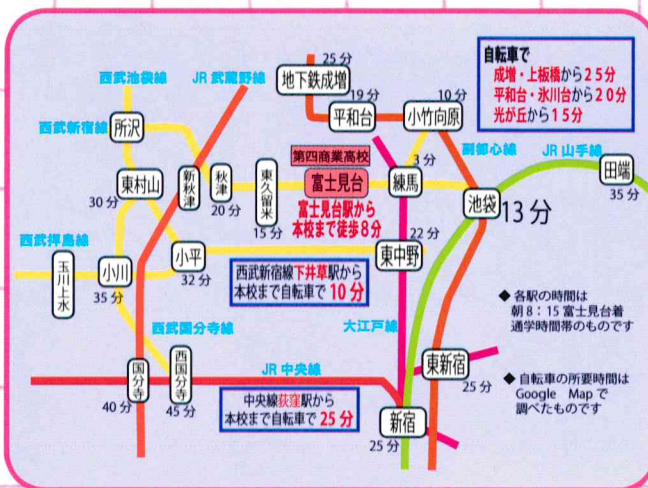 25分
西武池袋線
JR 武蔵野線
地下鉄成増
自転車で
成増・上板橋から25分
平和台・氷川台から20分
光が丘から15分
19分
10分
平和台
小竹向原
西武新宿線
所沢
3分
副都心線
JR 山手線
第四商業高校
田端
東村山
新秋津
秋津
東久留米
富士見台
練馬
35分
30分
20分
15分
富士見台駅から
本校まで徒歩8分
池袋
13分
22分
西武拝島線
小平
東中野
玉川上水
小川
32分
西武新宿線下井草駅から
本校まで自転車で 10分
35分
◆ 各駅の時間は
朝8:15富士見台着
通学時間帯のものです
西武国分寺線
大江戸線
JR 中央線
東新宿
国分寺
西国分寺
25分
◆ 自転車の所要時間は
Google Map で
調べたものです
40分
45分
中央線荻窪駅から
本校まで自転車で 25分
新宿
25分